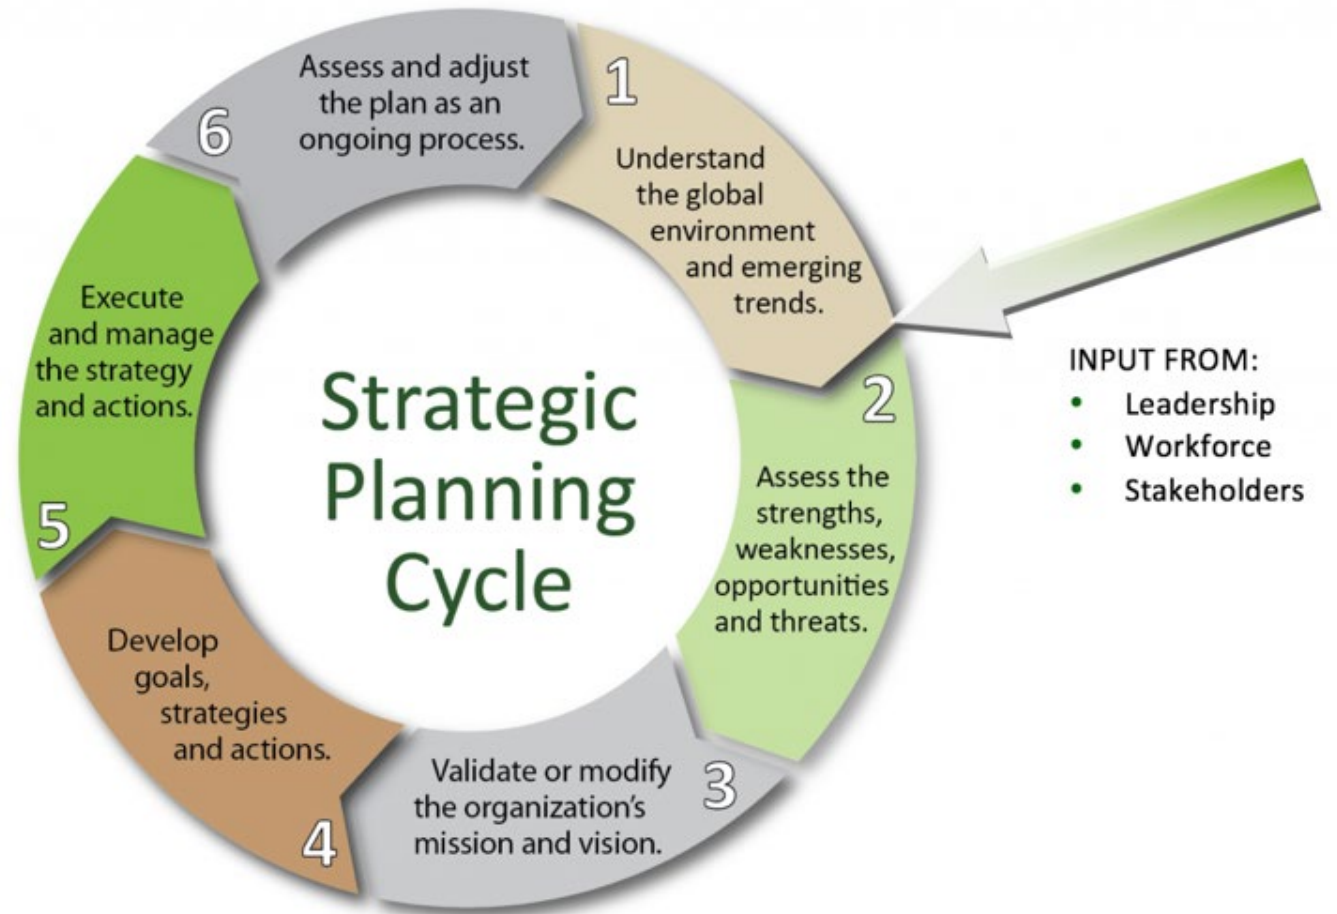 Strategic
Planning
Cycle
1
Understand
the global
environment
and emerging
trends.
2
Assess the
strengths,
weaknesses,
opportunities
and threats.
3
Validate or modify
the organization's
mission and vision.
4
Develop
goals,
strategies
and actions.
5
Execute
and manage
the strategy
and actions.
6
Assess and adjust
the plan as an
ongoing process.
INPUT FROM:
• Leadership
• Workforce
• Stakeholders